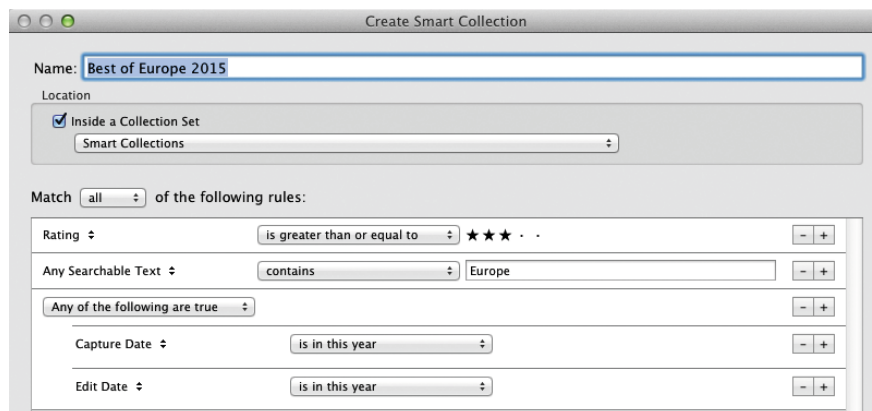 Create Smart Collection
Name: Best of Europe 2015
Location
Inside a Collection Set
Smart Collections
Match all of the following rules:
Rating is greater than or equal to ★★★ · ·
Any Searchable Text contains Europe
Any of the following are true
Capture Date is in this year
Edit Date is in this year